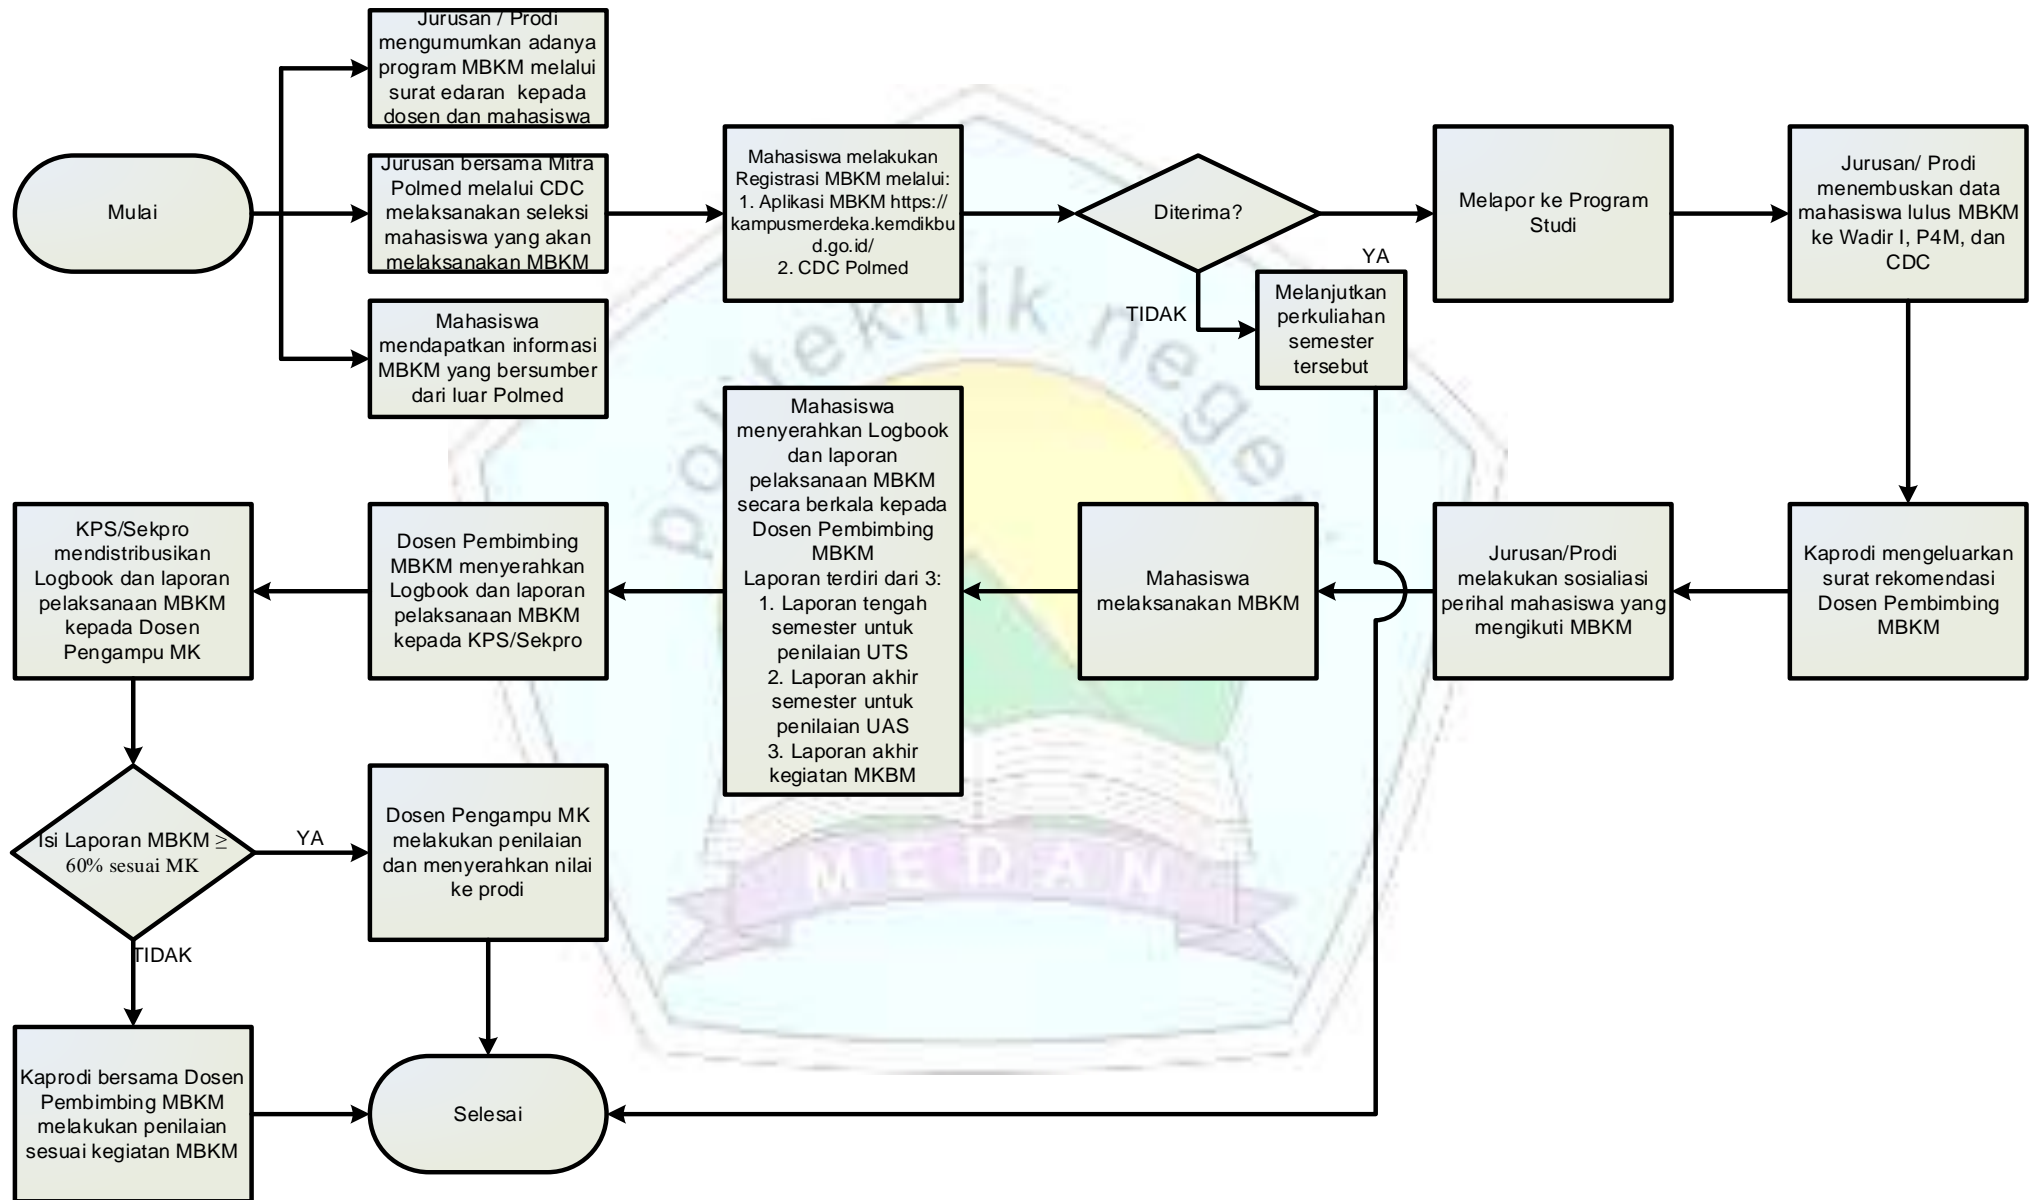 Jurusan / Prodi
mengumumkan adanya
program MBKM melalui
surat edaran kepada
dosen dan mahasiswa
Mulai
Jurusan bersama Mitra
Polmed melalui CDC
melaksanakan seleksi
mahasiswa yang akan
melaksanakan MBKM
Mahasiswa
mendapatkan informasi
MBKM yang bersumber
dari luar Polmed
Mahasiswa melakukan
Registrasi MBKM melalui:
1. Aplikasi MBKM https://
kampusmerdeka.kemdikbu
d.go.id/
2. CDC Polmed
Diterima?
YA
TIDAK
Melanjutkan
perkuliahan
semester
tersebut
Melapor ke Program
Studi
Jurusan/ Prodi
menembuskan data
mahasiswa lulus MBKM
ke Wadir I, P4M, dan
CDC
Kaprodi mengeluarkan
surat rekomendasi
Dosen Pembimbing
MBKM
Jurusan/Prodi
melakukan sosialiasi
perihal mahasiswa yang
mengikuti MBKM
Mahasiswa
melaksanakan MBKM
Mahasiswa
menyerahkan Logbook
dan laporan
pelaksanaan MBKM
secara berkala kepada
Dosen Pembimbing
MBKM
Laporan terdiri dari 3:
1. Laporan tengah
semester untuk
penilaian UTS
2. Laporan akhir
semester untuk
penilaian UAS
3. Laporan akhir
kegiatan MKBM
Dosen Pembimbing
MBKM menyerahkan
Logbook dan laporan
pelaksanaan MBKM
kepada KPS/Sekpro
KPS/Sekpro
mendistribusikan
Logbook dan laporan
pelaksanaan MBKM
kepada Dosen
Pengampu MK
Isi Laporan MBKM ≥
60% sesuai MK
YA
TIDAK
Dosen Pengampu MK
melakukan penilaian
dan menyerahkan nilai
ke prodi
Kaprodi bersama Dosen
Pembimbing MBKM
melakukan penilaian
sesuai kegiatan MBKM
Selesai
politeknik nege
MEDAN